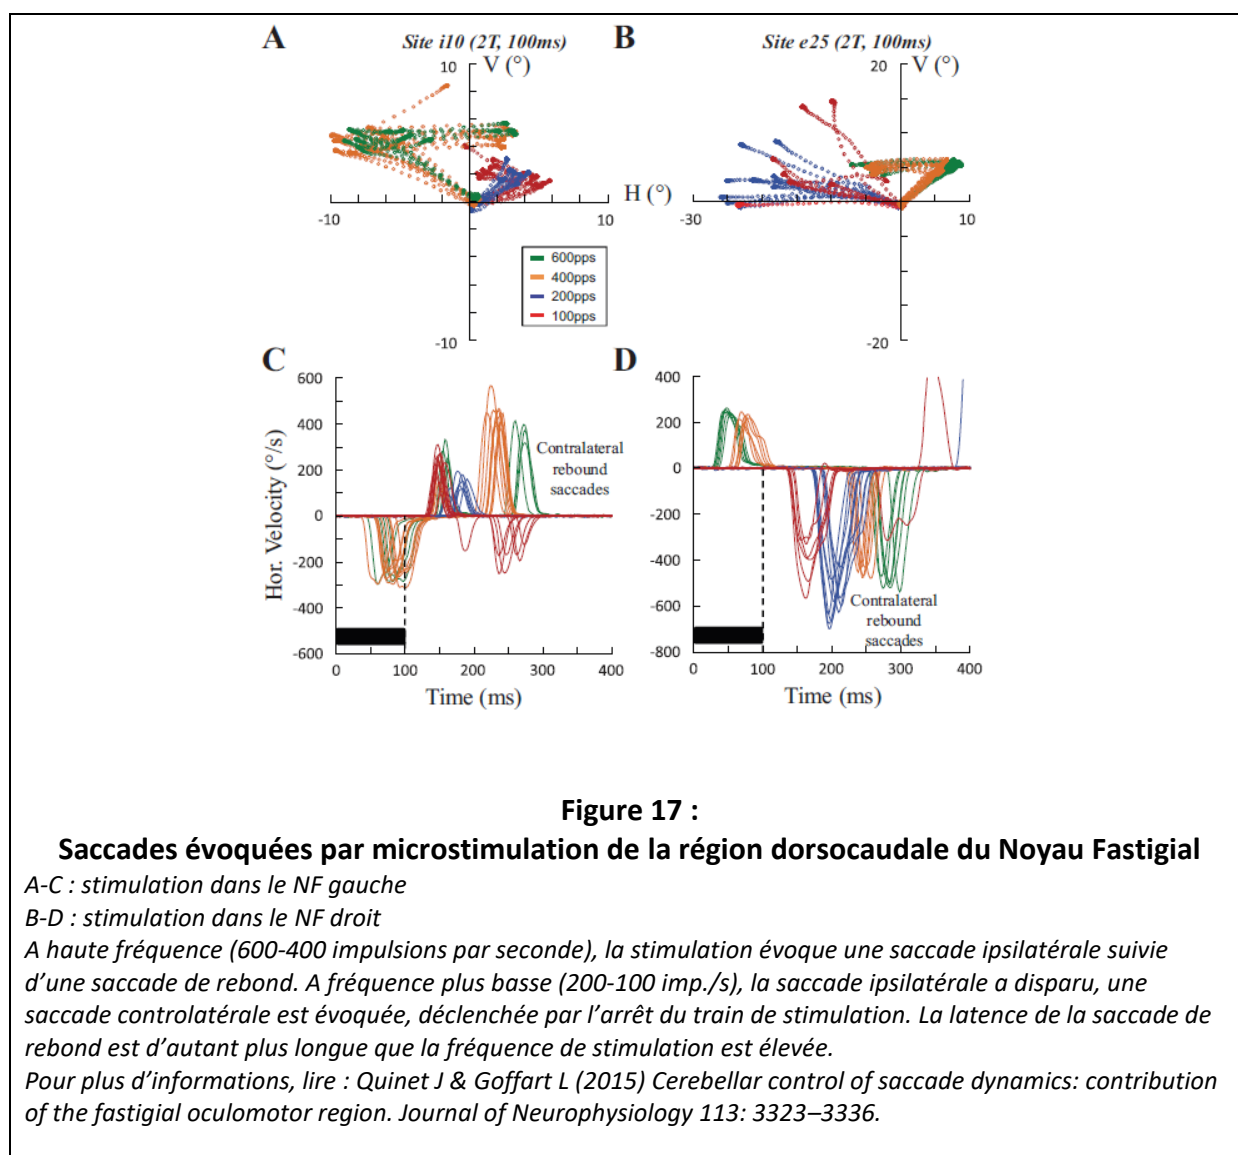 A
Site i10 (2T, 100ms)
B
Site e25 (2T, 100ms)
10
V (°)
20
V (°)
H (°)
-10
10
-30
10
600pps
400pps
200pps
100pps
-10
-20
C
D
600
400
200
0
-200
-400
-600
Hor. Velocity (°/s)
Contralateral
rebound
saccades
0
100
200
300
400
Time (ms)
400
200
0
-200
-400
-600
-800
Contralateral
rebound
saccades
0
100
200
300
400
Time (ms)
Figure 17 :
Saccades évoquées par microstimulation de la région dorsocaudale du Noyau Fastigial
A-C : stimulation dans le NF gauche
B-D : stimulation dans le NF droit
A haute fréquence (600-400 impulsions par seconde), la stimulation évoque une saccade ipsilatérale suivie
d'une saccade de rebond. A fréquence plus basse (200-100 imp./s), la saccade ipsilatérale a disparu, une
saccade controlatérale est évoquée, déclenchée par l'arrêt du train de stimulation. La latence de la saccade de
rebond est d'autant plus longue que la fréquence de stimulation est élevée.
Pour plus d'informations, lire : Quinet J & Goffart L (2015) Cerebellar control of saccade dynamics: contribution
of the fastigial oculomotor region. Journal of Neurophysiology 113: 3323–3336.